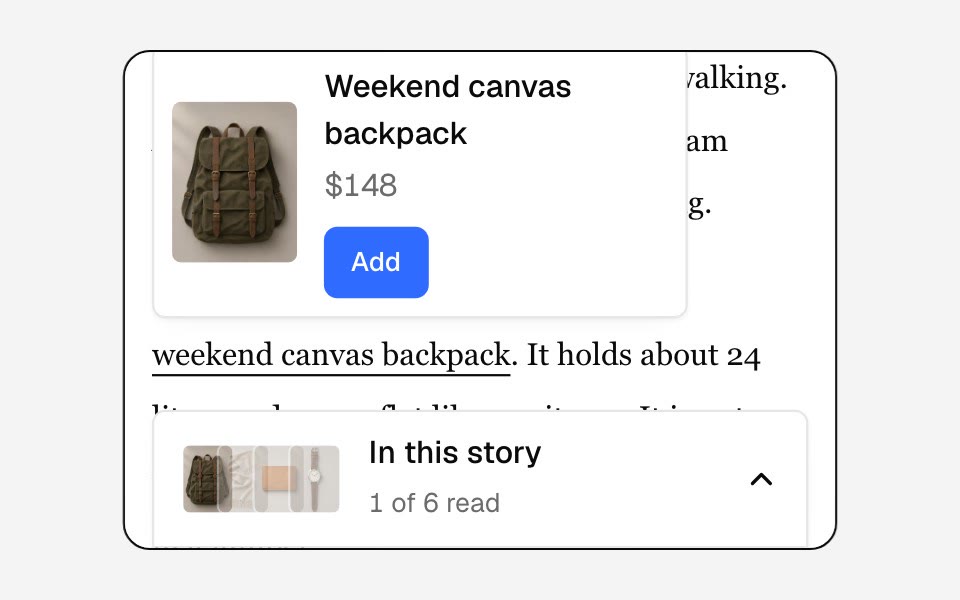 Weekend canvas
backpack
$148
Add
am
g.
weekend canvas backpack. It holds about 24
In this story
1 of 6 read